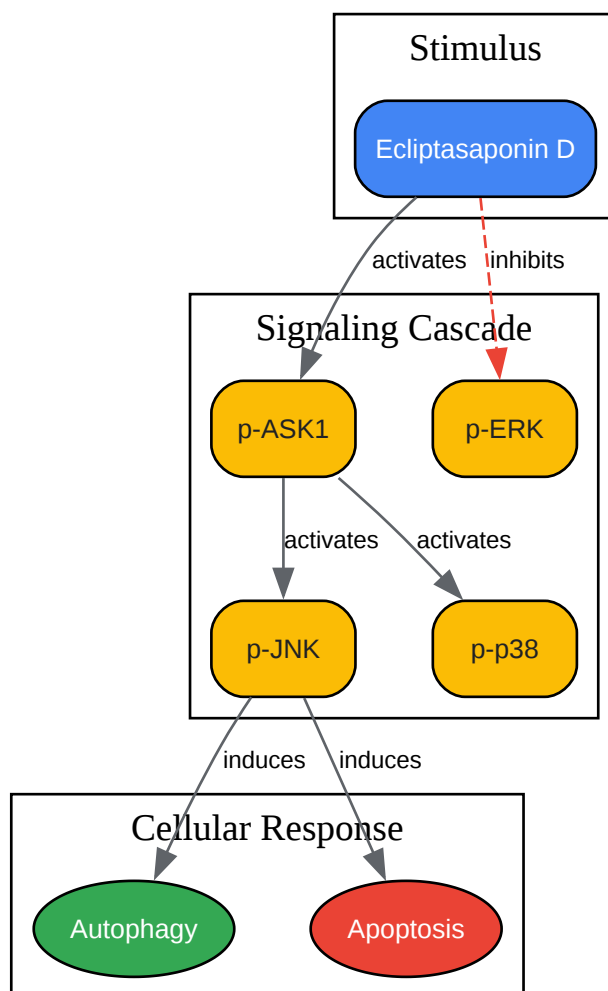 Stimulus
Ecliptasaponin D
activates
inhibits
Signaling Cascade
p-ASK1
p-ERK
activates
activates
p-JNK
p-p38
induces
induces
Cellular Response
Autophagy
Apoptosis